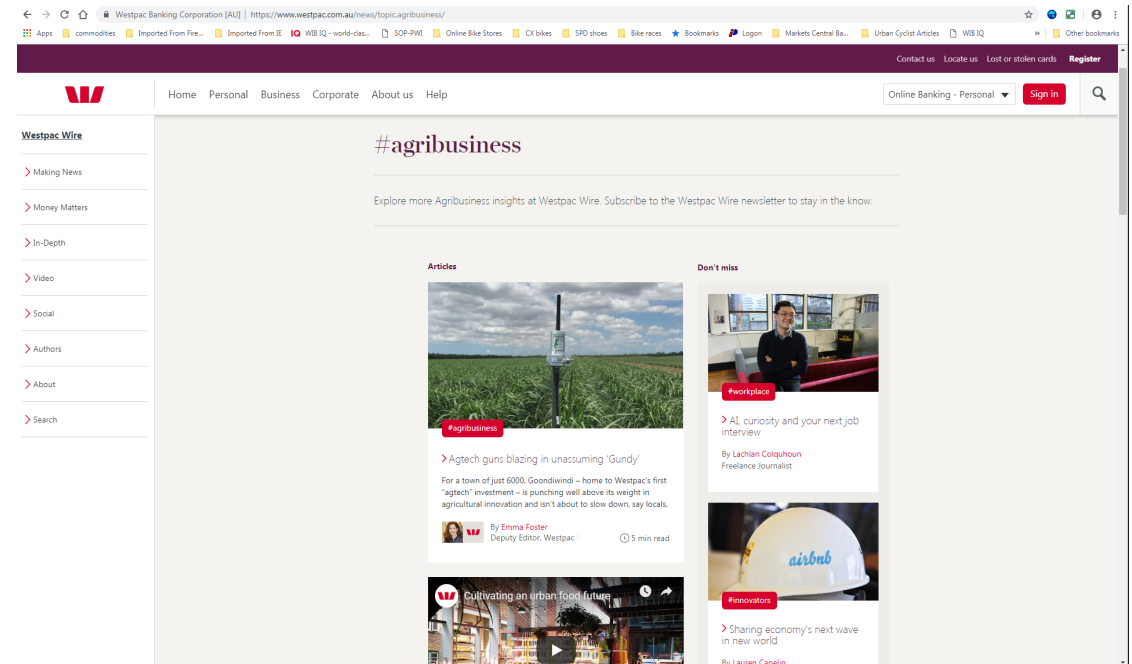 Westpac Banking Corporation [AU] | https://www.westpac.com.au/news/topic.agribusiness/
Apps commodities Imported From Fire... Imported From IE IQ WIB IQ - world-clas... SOP-PWI Online Bike Stores CX bikes SPD shoes Bike races Bookmarks Logon Markets Central Ba... Urban Cyclist Articles WIB IQ » Other bookmarks
Contact us Locate us Lost or stolen cards Register
Home Personal Business Corporate About us Help Online Banking - Personal Sign in
Westpac Wire
Making News
Money Matters
In-Depth
Video
Social
Authors
About
Search
#agribusiness
Explore more Agribusiness insights at Westpac Wire. Subscribe to the Westpac Wire newsletter to stay in the know.
Articles
#agribusiness
Agtech guns blazing in unassuming 'Gundy'
For a town of just 6000, Goondiwindi – home to Westpac's first
"agtech" investment – is punching well above its weight in
agricultural innovation and isn't about to slow down, say locals.
By Emma Foster
Deputy Editor, Westpac
5 min read
Cultivating an urban food future
Don't miss
#workplace
AI, curiosity and your next job
interview
By Lachlan Colquhoun
Freelance Journalist
airbnb
#innovators
Sharing economy's next wave
in new world
By Lauren Capelin